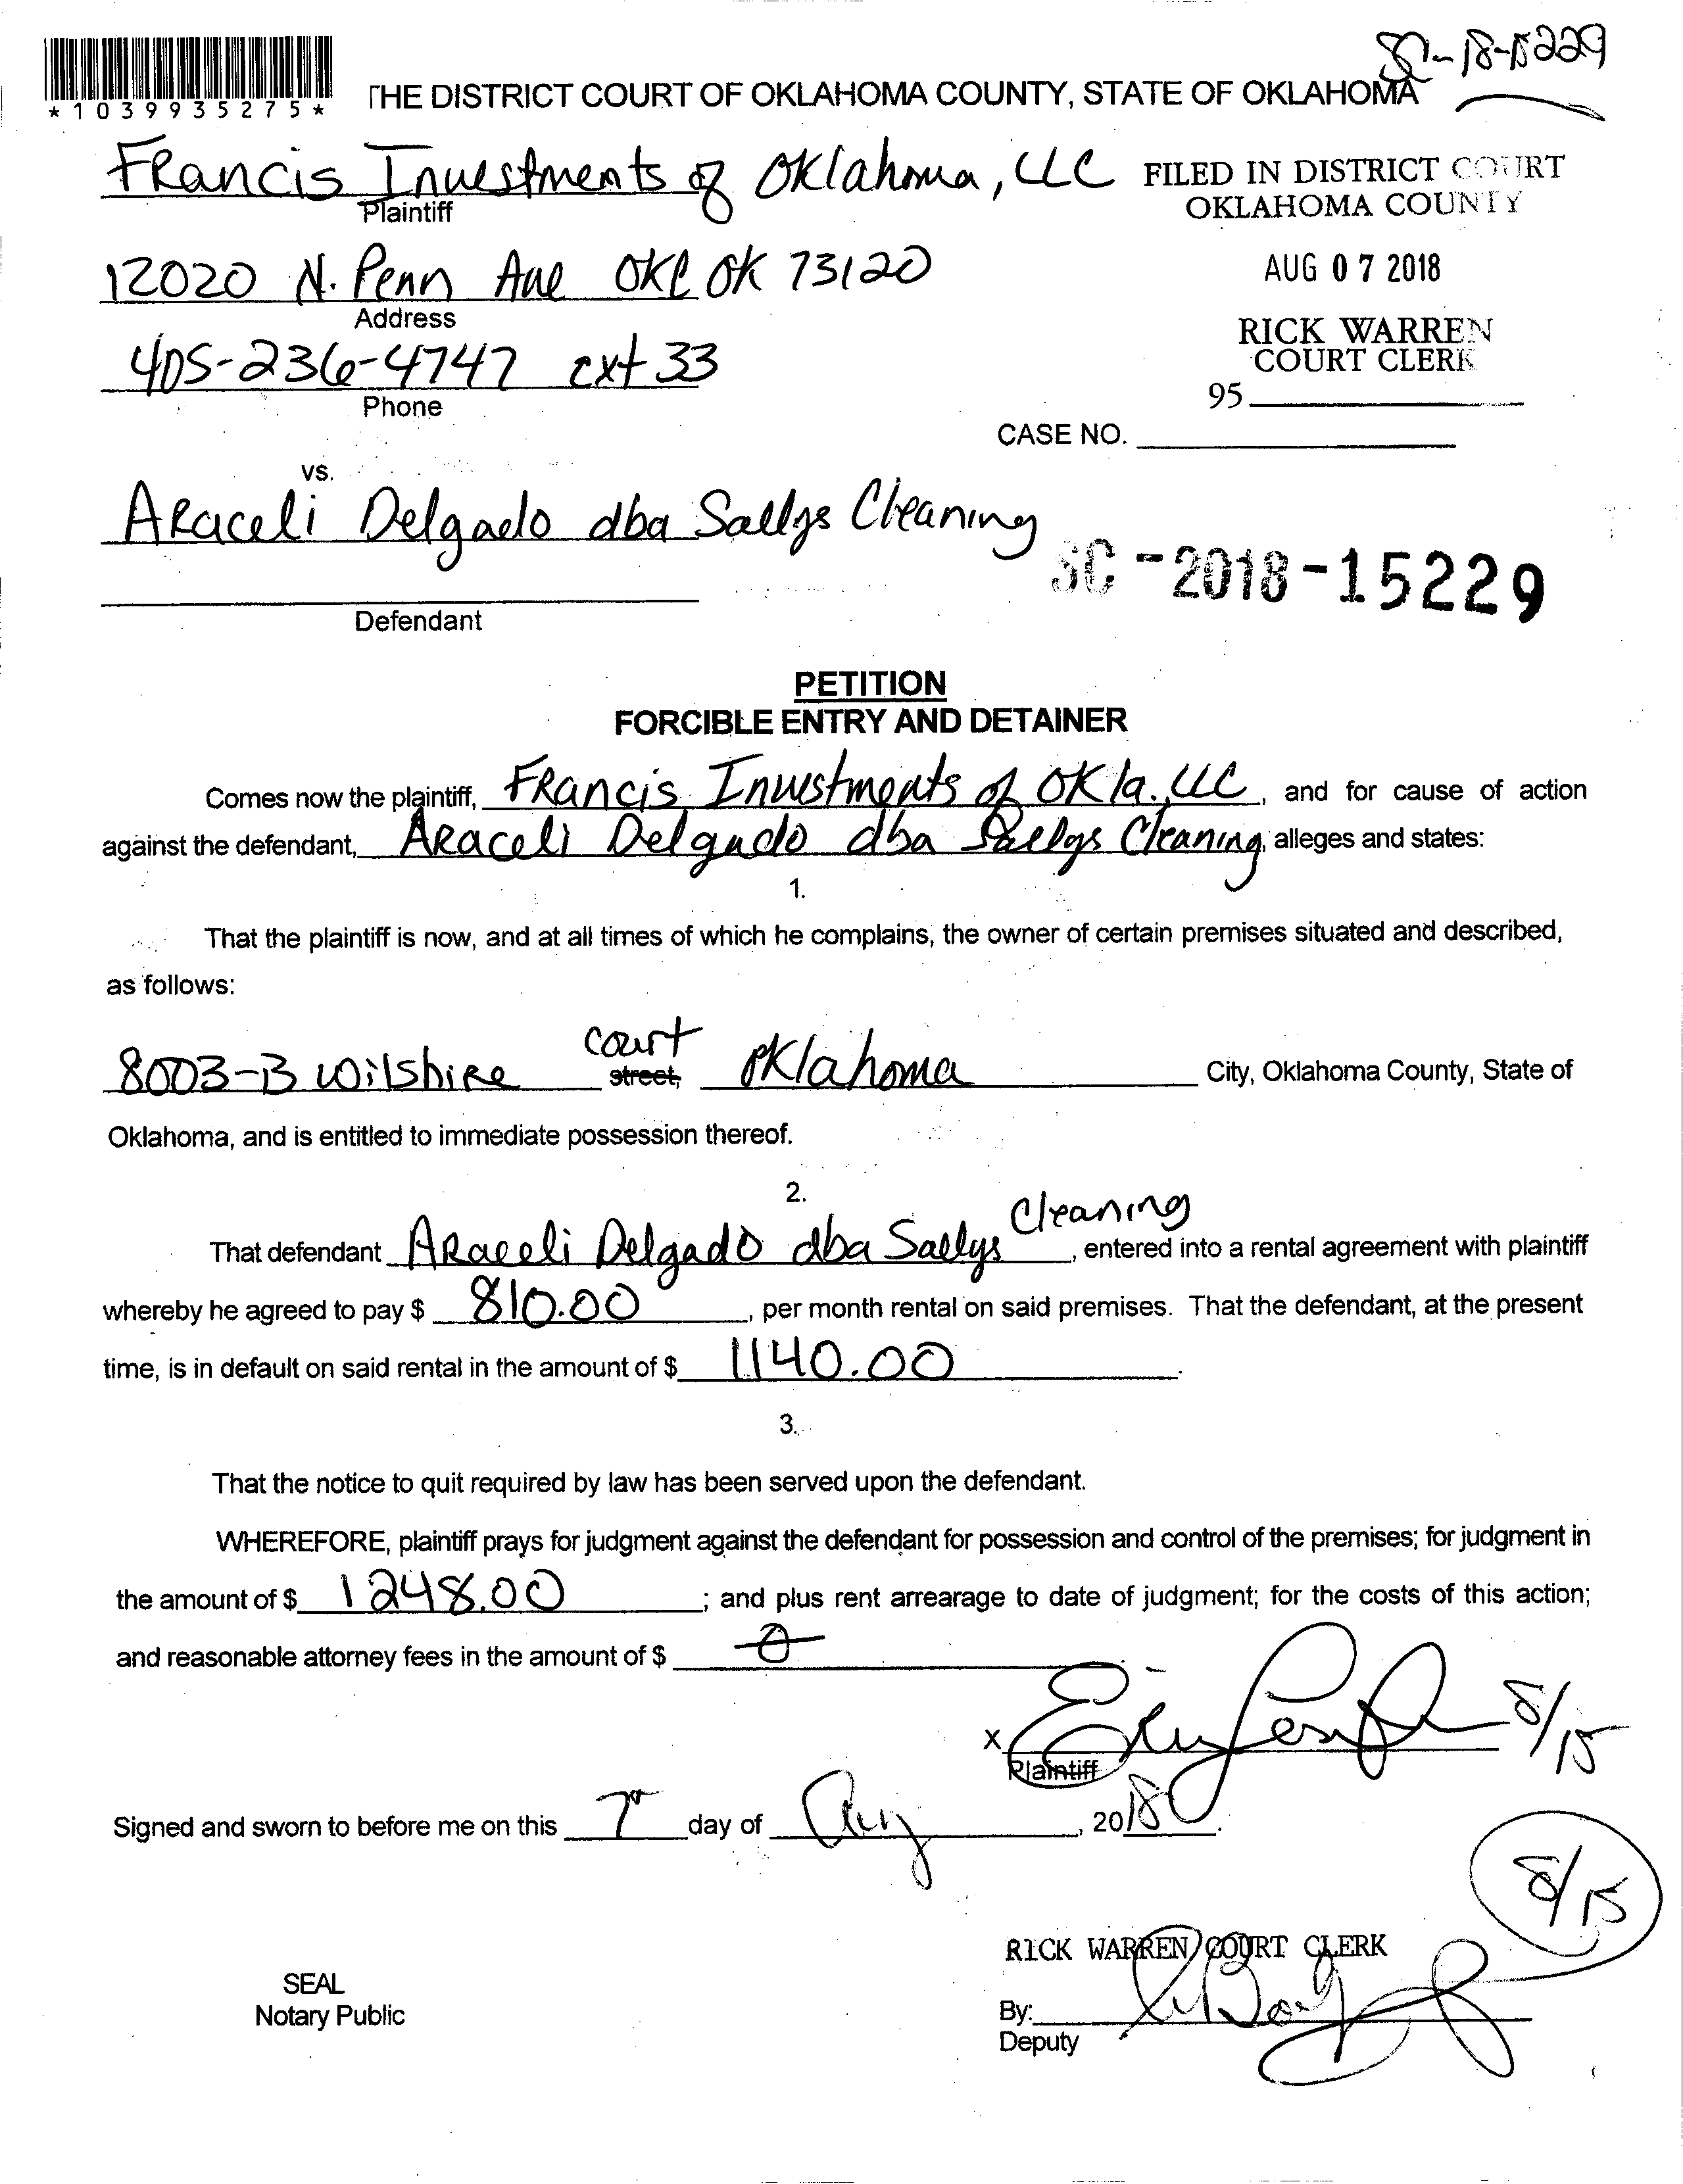 SC-18-15229
*1039935275*
THE DISTRICT COURT OF OKLAHOMA COUNTY, STATE OF OKLAHOMA
Francis Investments of Oklahoma, LLC
Plaintiff
FILED IN DISTRICT COURT
OKLAHOMA COUNTY
12020 N. Penn Ave OKC OK 73120
Address
AUG 07 2018
405-236-4747 ext 33
Phone
RICK WARREN
COURT CLERK
95
CASE NO.
vs.
Araceli Delgado dba Sallys Cleaning
Defendant
SC-2018-15229
PETITION
FORCIBLE ENTRY AND DETAINER
Comes now the plaintiff, Francis Investments of Okla. LLC, and for cause of action
against the defendant, Araceli Delgado dba Sallys Cleaning, alleges and states:
1.
That the plaintiff is now, and at all times of which he complains, the owner of certain premises situated and described,
as follows:
8003-B Wilshire court street, Oklahoma City, Oklahoma County, State of
Oklahoma, and is entitled to immediate possession thereof.
2.
That defendant Araceli Delgado dba Sallys Cleaning, entered into a rental agreement with plaintiff
whereby he agreed to pay $ 810.00, per month rental on said premises. That the defendant, at the present
time, is in default on said rental in the amount of $ 1140.00.
3.
That the notice to quit required by law has been served upon the defendant.
WHEREFORE, plaintiff prays for judgment against the defendant for possession and control of the premises; for judgment in
the amount of $ 1248.00; and plus rent arrearage to date of judgment; for the costs of this action;
and reasonable attorney fees in the amount of $ 0
X 8/15
Plaintiff
Signed and sworn to before me on this 7th day of Aug, 2018.
8/15
RICK WARREN COURT CLERK
SEAL
Notary Public
By:
Deputy